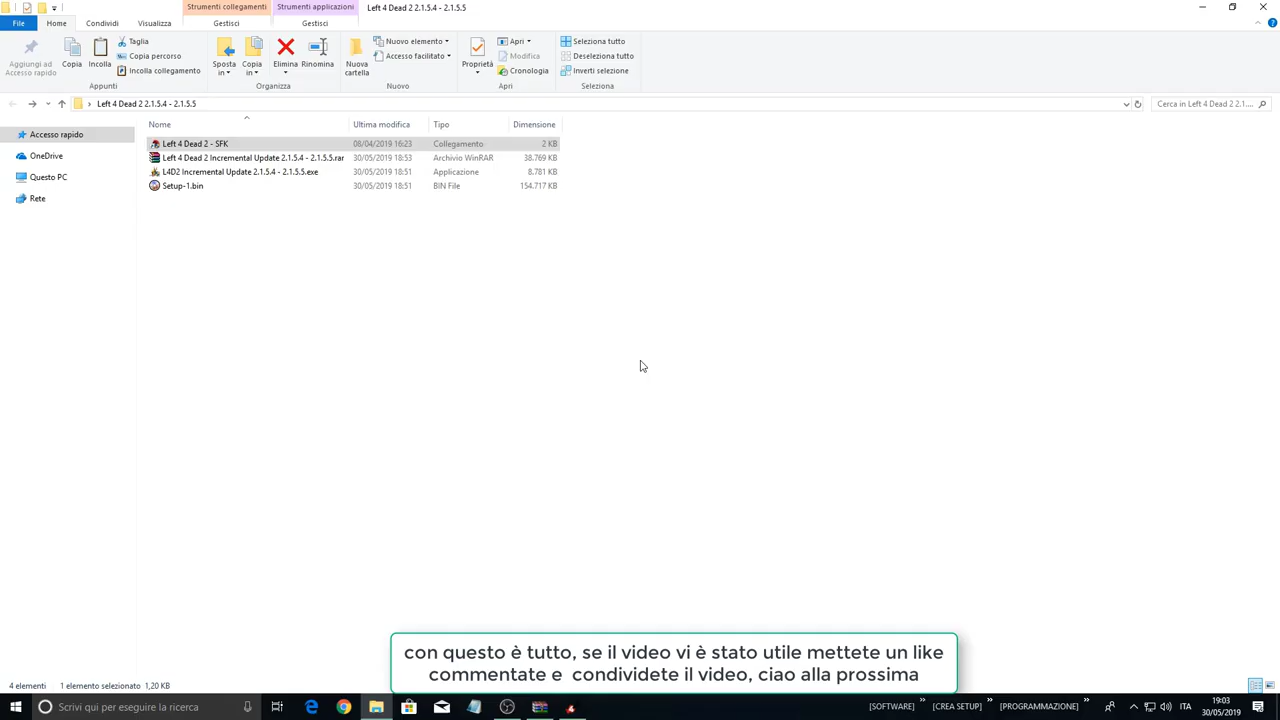 Strumenti collegamenti Strumenti applicazioni Left 4 Dead 2 2.1.5.4 - 2.1.5.5
File Home Condividi Visualizza Gestisci Gestisci
Aggiungi ad Accesso rapido
Copia
Incolla
Taglia
Copia percorso
Incolla collegamento
Appunti
Sposta in
Copia in
Elimina
Rinomina
Organizza
Nuova cartella
Nuovo elemento
Accesso facilitato
Nuovo
Proprietà
Apri
Modifica
Cronologia
Apri
Seleziona tutto
Deseleziona tutto
Inverti selezione
Seleziona
Left 4 Dead 2 2.1.5.4 - 2.1.5.5
Cerca in Left 4 Dead 2 2.1....
Accesso rapido
OneDrive
Questo PC
Rete
Nome Ultima modifica Tipo Dimensione
Left 4 Dead 2 - SFK 08/04/2019 16:23 Collegamento 2 KB
Left 4 Dead 2 Incremental Update 2.1.5.4 - 2.1.5.5.rar 30/05/2019 18:53 Archivio WinRAR 38.769 KB
L4D2 Incremental Update 2.1.5.4 - 2.1.5.5.exe 30/05/2019 18:51 Applicazione 8.781 KB
Setup-1.bin 30/05/2019 18:51 BIN File 154.717 KB
con questo è tutto, se il video vi è stato utile mettete un like
commentate e condividete il video, ciao alla prossima
4 elementi 1 elemento selezionato 1,20 KB
Scrivi qui per eseguire la ricerca
[SOFTWARE] [CREA SETUP] [PROGRAMMAZIONE]
ITA
19:03
30/05/2019